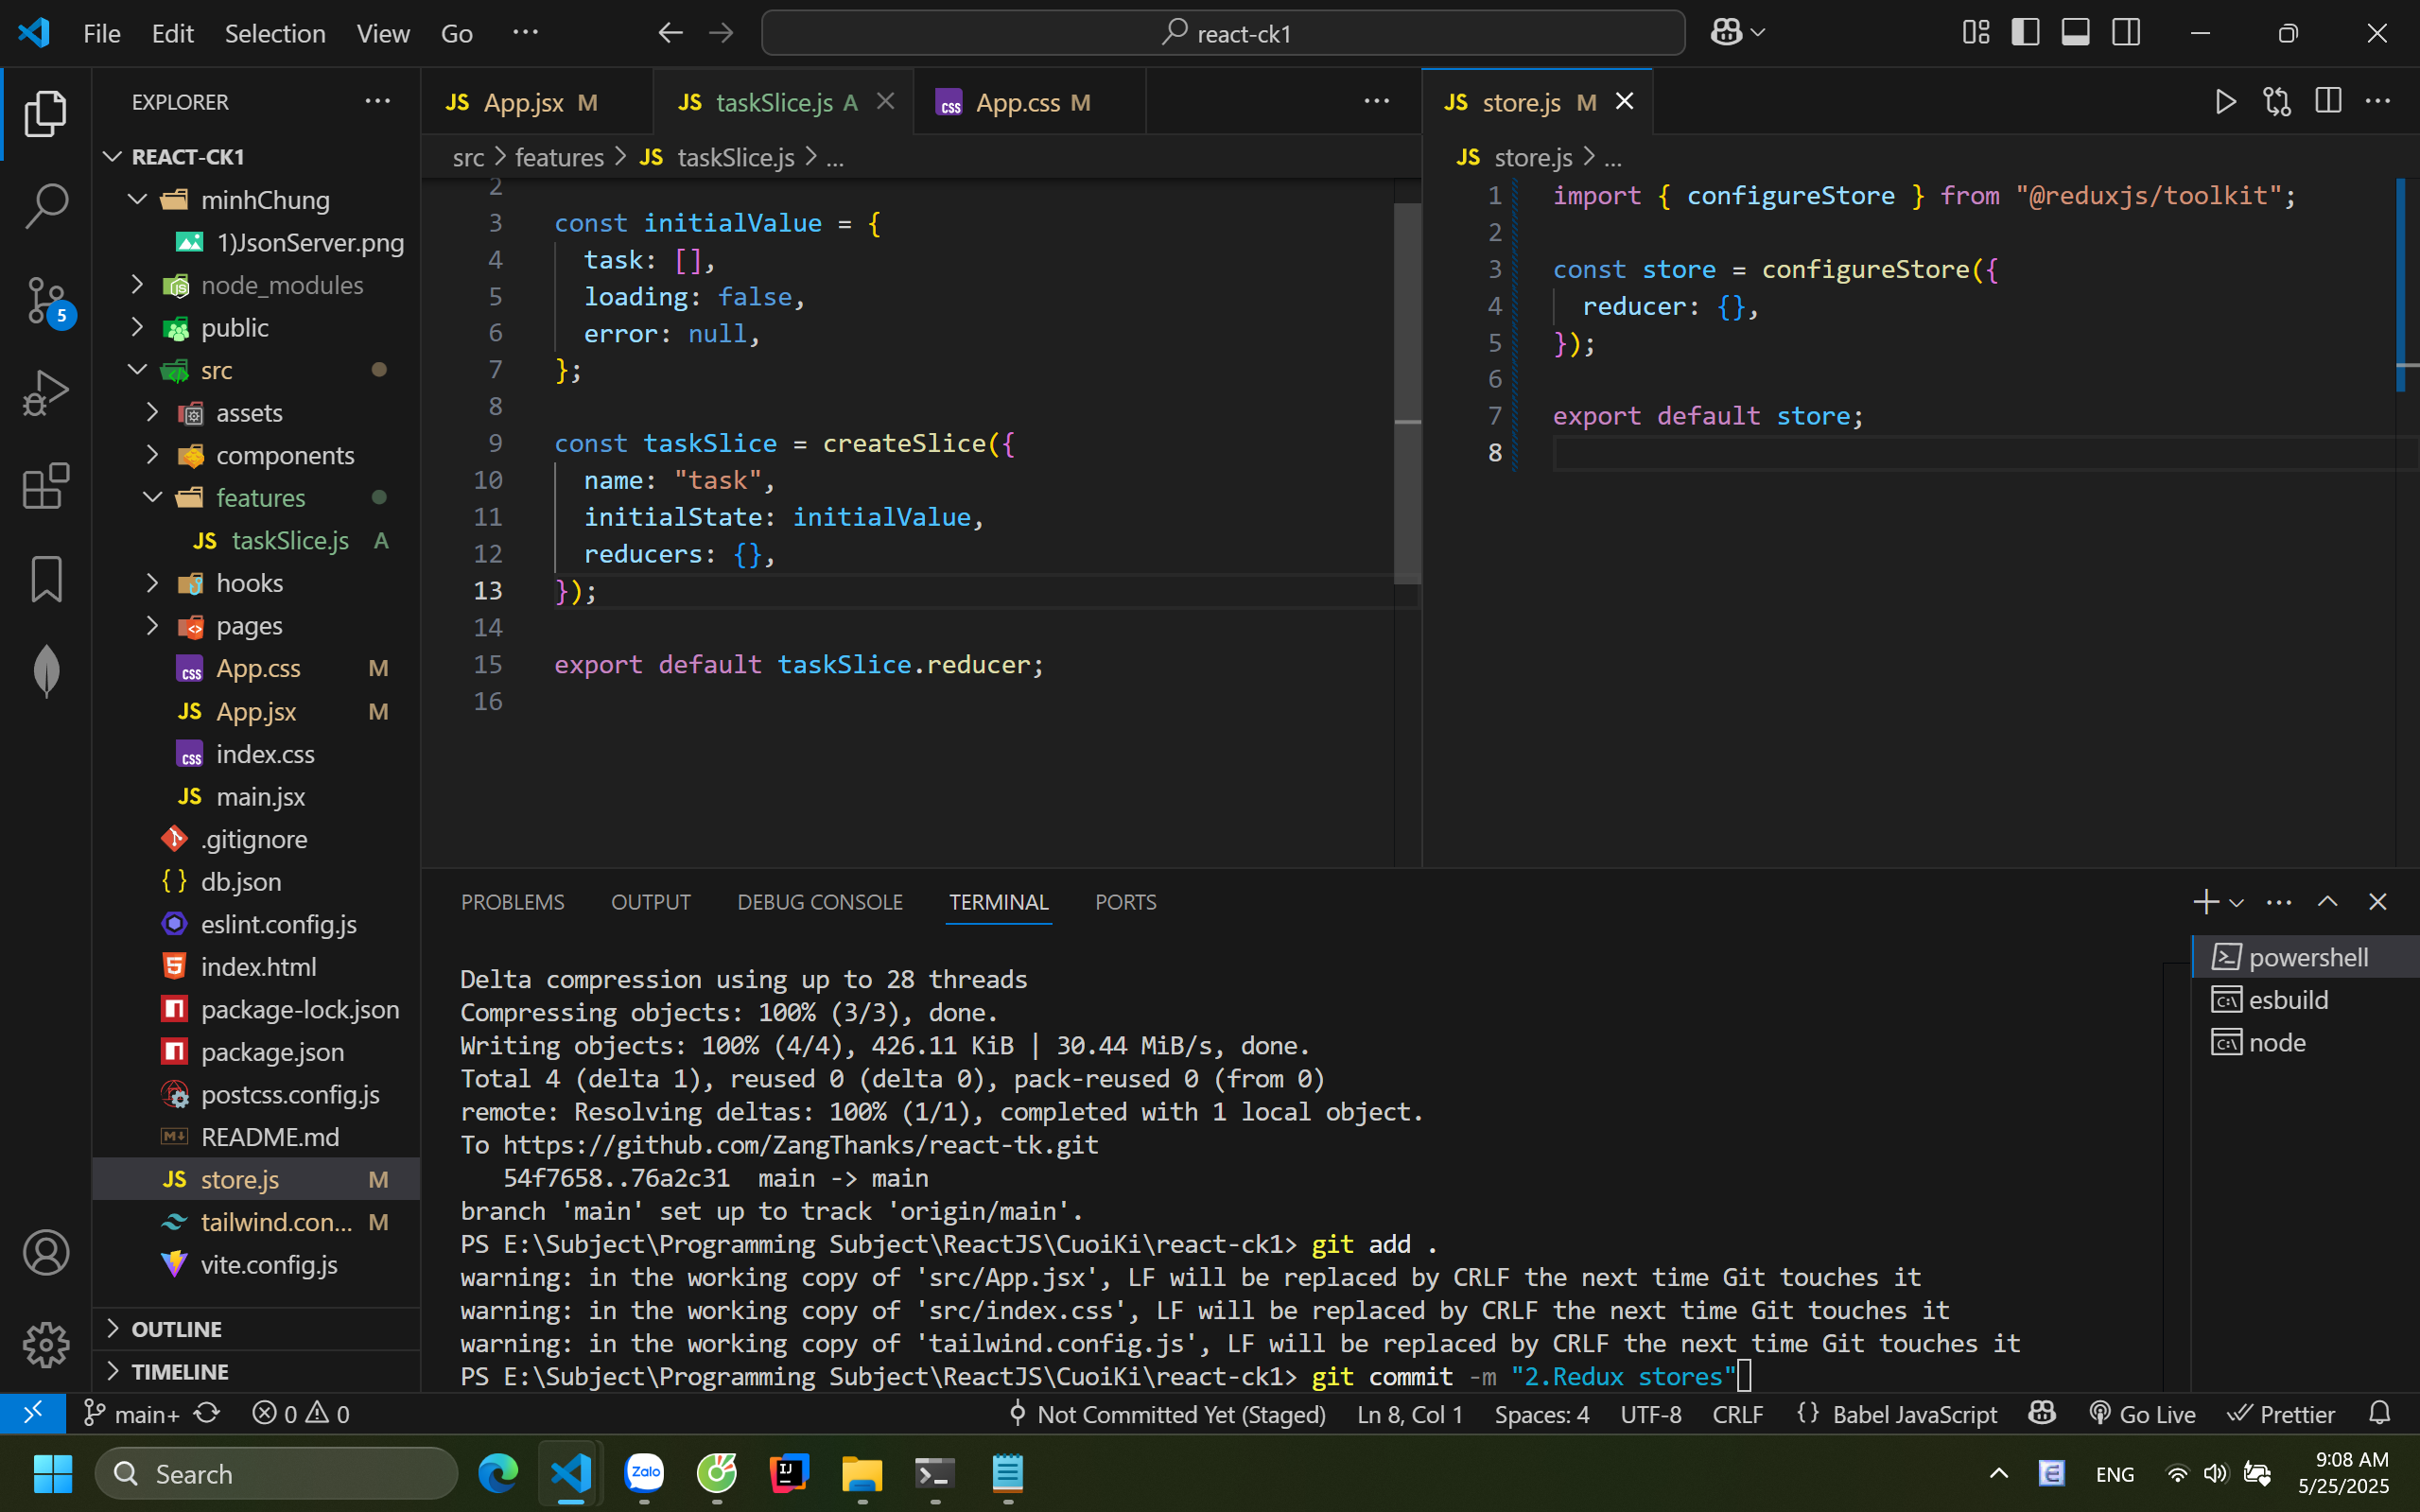 File Edit Selection View Go ...
react-ck1
EXPLORER
REACT-CK1
minhChung
1)JsonServer.png
node_modules
public
src
assets
components
features
taskSlice.js A
hooks
pages
App.css M
App.jsx M
index.css
main.jsx
.gitignore
db.json
eslint.config.js
index.html
package-lock.json
package.json
postcss.config.js
README.md
store.js M
tailwind.con... M
vite.config.js
OUTLINE
TIMELINE
5
JS App.jsx M
JS taskSlice.js A
css App.css M
src > features > JS taskSlice.js > ...
2
3 const initialValue = {
4 task: [],
5 loading: false,
6 error: null,
7 };
8
9 const taskSlice = createSlice({
10 name: "task",
11 initialState: initialValue,
12 reducers: {},
13 });
14
15 export default taskSlice.reducer;
16
JS store.js M
JS store.js > ...
1 import { configureStore } from "@reduxjs/toolkit";
2
3 const store = configureStore({
4 reducer: {},
5 });
6
7 export default store;
8
PROBLEMS OUTPUT DEBUG CONSOLE TERMINAL PORTS
Delta compression using up to 28 threads
Compressing objects: 100% (3/3), done.
Writing objects: 100% (4/4), 426.11 KiB | 30.44 MiB/s, done.
Total 4 (delta 1), reused 0 (delta 0), pack-reused 0 (from 0)
remote: Resolving deltas: 100% (1/1), completed with 1 local object.
To https://github.com/ZangThanks/react-tk.git
54f7658..76a2c31 main -> main
branch 'main' set up to track 'origin/main'.
PS E:\Subject\Programming Subject\ReactJS\CuoiKi\react-ck1> git add .
warning: in the working copy of 'src/App.jsx', LF will be replaced by CRLF the next time Git touches it
warning: in the working copy of 'src/index.css', LF will be replaced by CRLF the next time Git touches it
warning: in the working copy of 'tailwind.config.js', LF will be replaced by CRLF the next time Git touches it
PS E:\Subject\Programming Subject\ReactJS\CuoiKi\react-ck1> git commit -m "2.Redux stores"
powershell
esbuild
node
main+ 0 0 Not Committed Yet (Staged) Ln 8, Col 1 Spaces: 4 UTF-8 CRLF {} Babel JavaScript Go Live Prettier
Search
Zalo
IJ
ENG
9:08 AM
5/25/2025